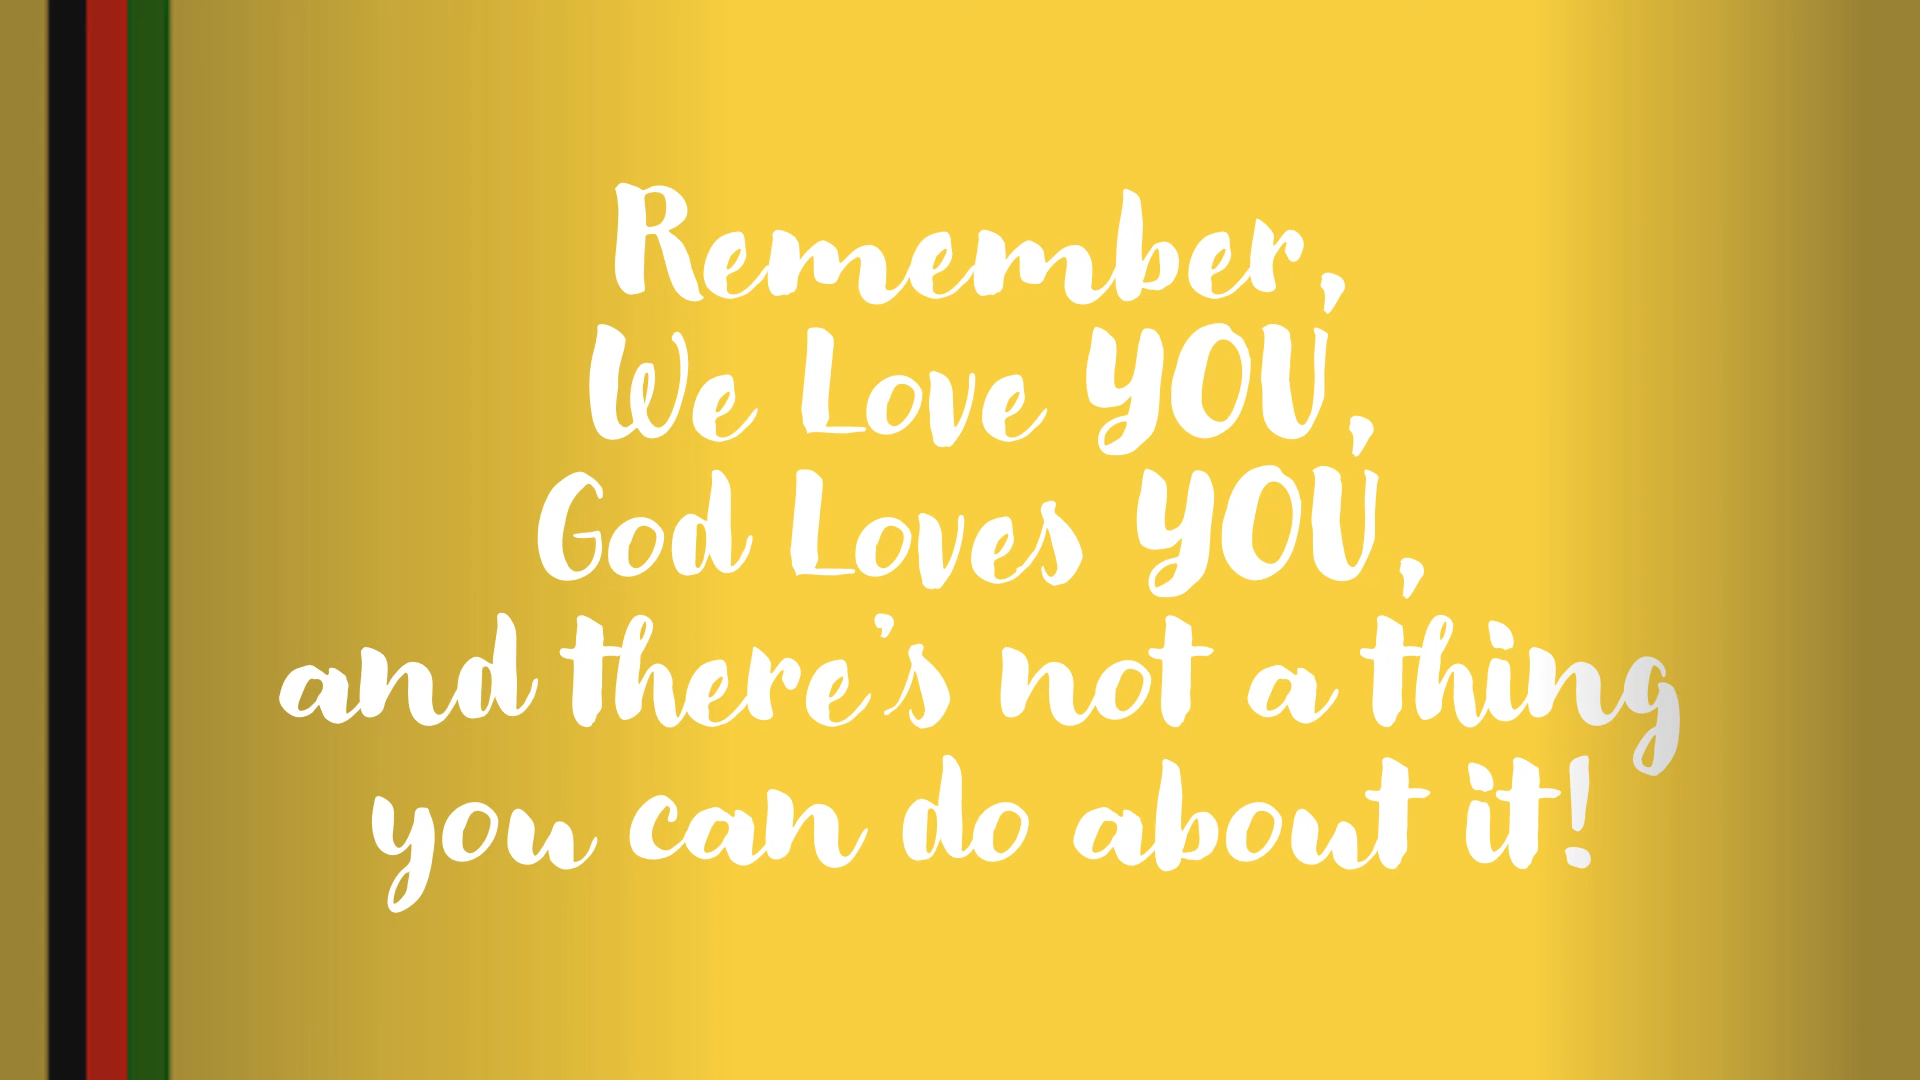 Remember,
We Love YOU,
God Loves YOU,
and there's not a thing
you can do about it!